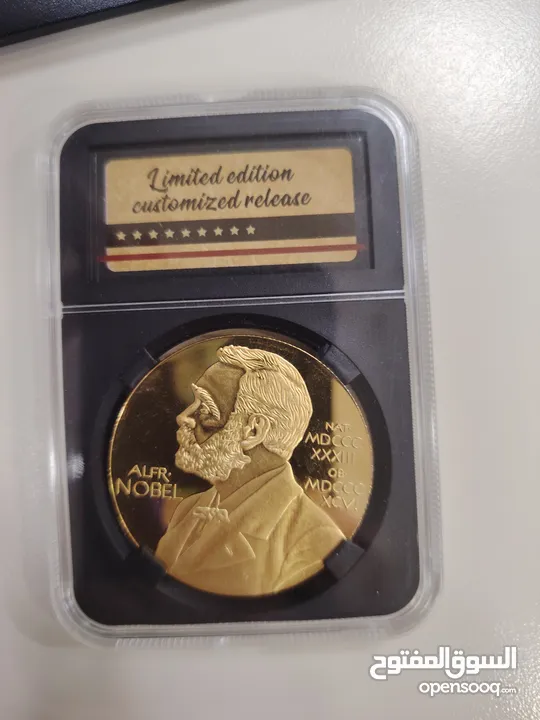 Limited edition
customized release
ALFR·
NOBEL
NAT
MDCCC
XXXIII
OB
MDCCC
XCVI
السوق المفتوح
opensooq.com